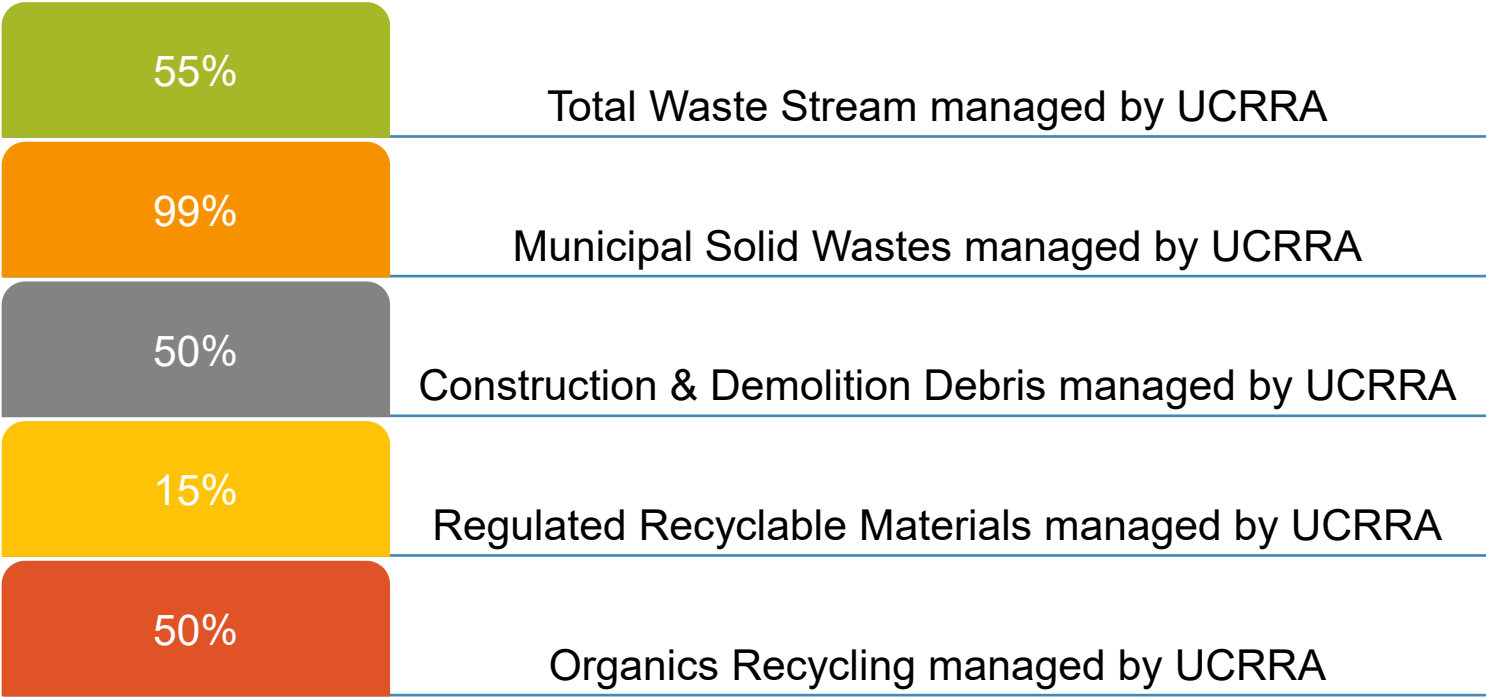 55%
Total Waste Stream managed by UCRRA
99%
Municipal Solid Wastes managed by UCRRA
50%
Construction & Demolition Debris managed by UCRRA
15%
Regulated Recyclable Materials managed by UCRRA
50%
Organics Recycling managed by UCRRA